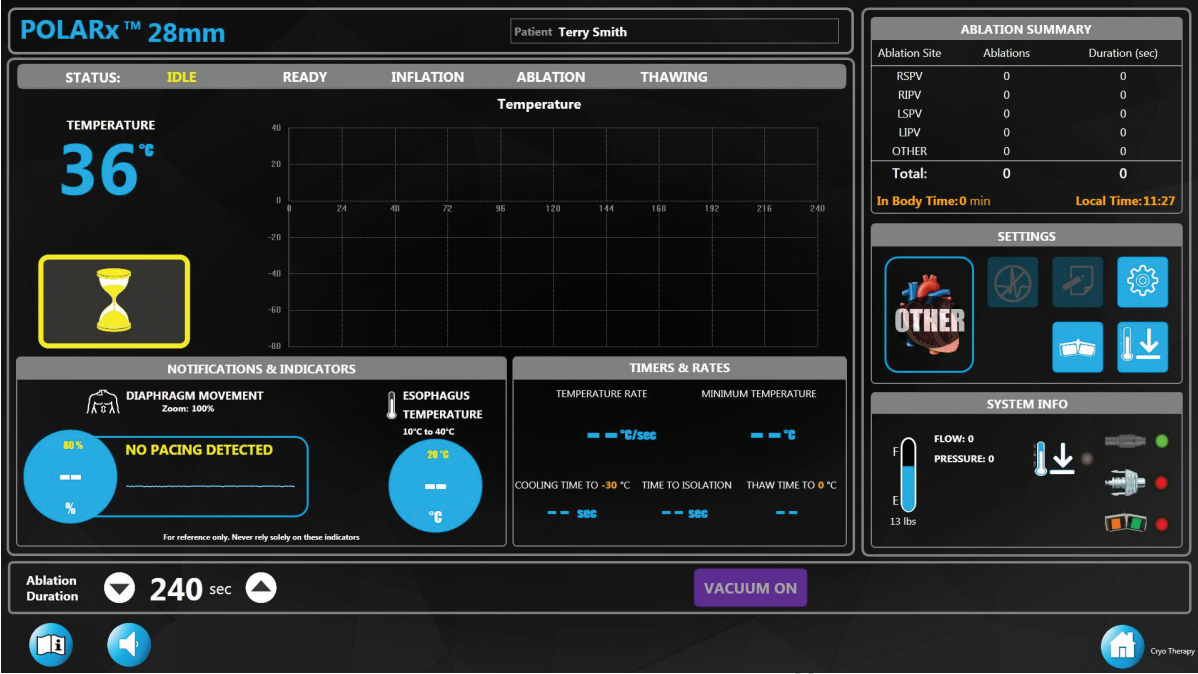 POLARx™ 28mm
Patient Terry Smith
STATUS: IDLE READY INFLATION ABLATION THAWING
TEMPERATURE
36°C
Temperature
40
20
0
-20
-40
-60
-80
0 24 48 72 96 120 144 168 192 216 240
NOTIFICATIONS & INDICATORS
DIAPHRAGM MOVEMENT
Zoom: 100%
80 %
--
%
NO PACING DETECTED
ESOPHAGUS
TEMPERATURE
10°C to 40°C
20 °C
--
°C
For reference only. Never rely solely on these indicators
TIMERS & RATES
TEMPERATURE RATE MINIMUM TEMPERATURE
-- °C/sec -- °C
COOLING TIME TO -30 °C TIME TO ISOLATION THAW TIME TO 0 °C
-- sec -- sec --
ABLATION SUMMARY
Ablation Site Ablations Duration (sec)
RSPV 0 0
RIPV 0 0
LSPV 0 0
LIPV 0 0
OTHER 0 0
Total: 0 0
In Body Time:0 min Local Time:11:27
SETTINGS
OTHER
SYSTEM INFO
F
E
13 lbs
FLOW: 0
PRESSURE: 0
Ablation
Duration
240 sec
VACUUM ON
Cryo Therapy